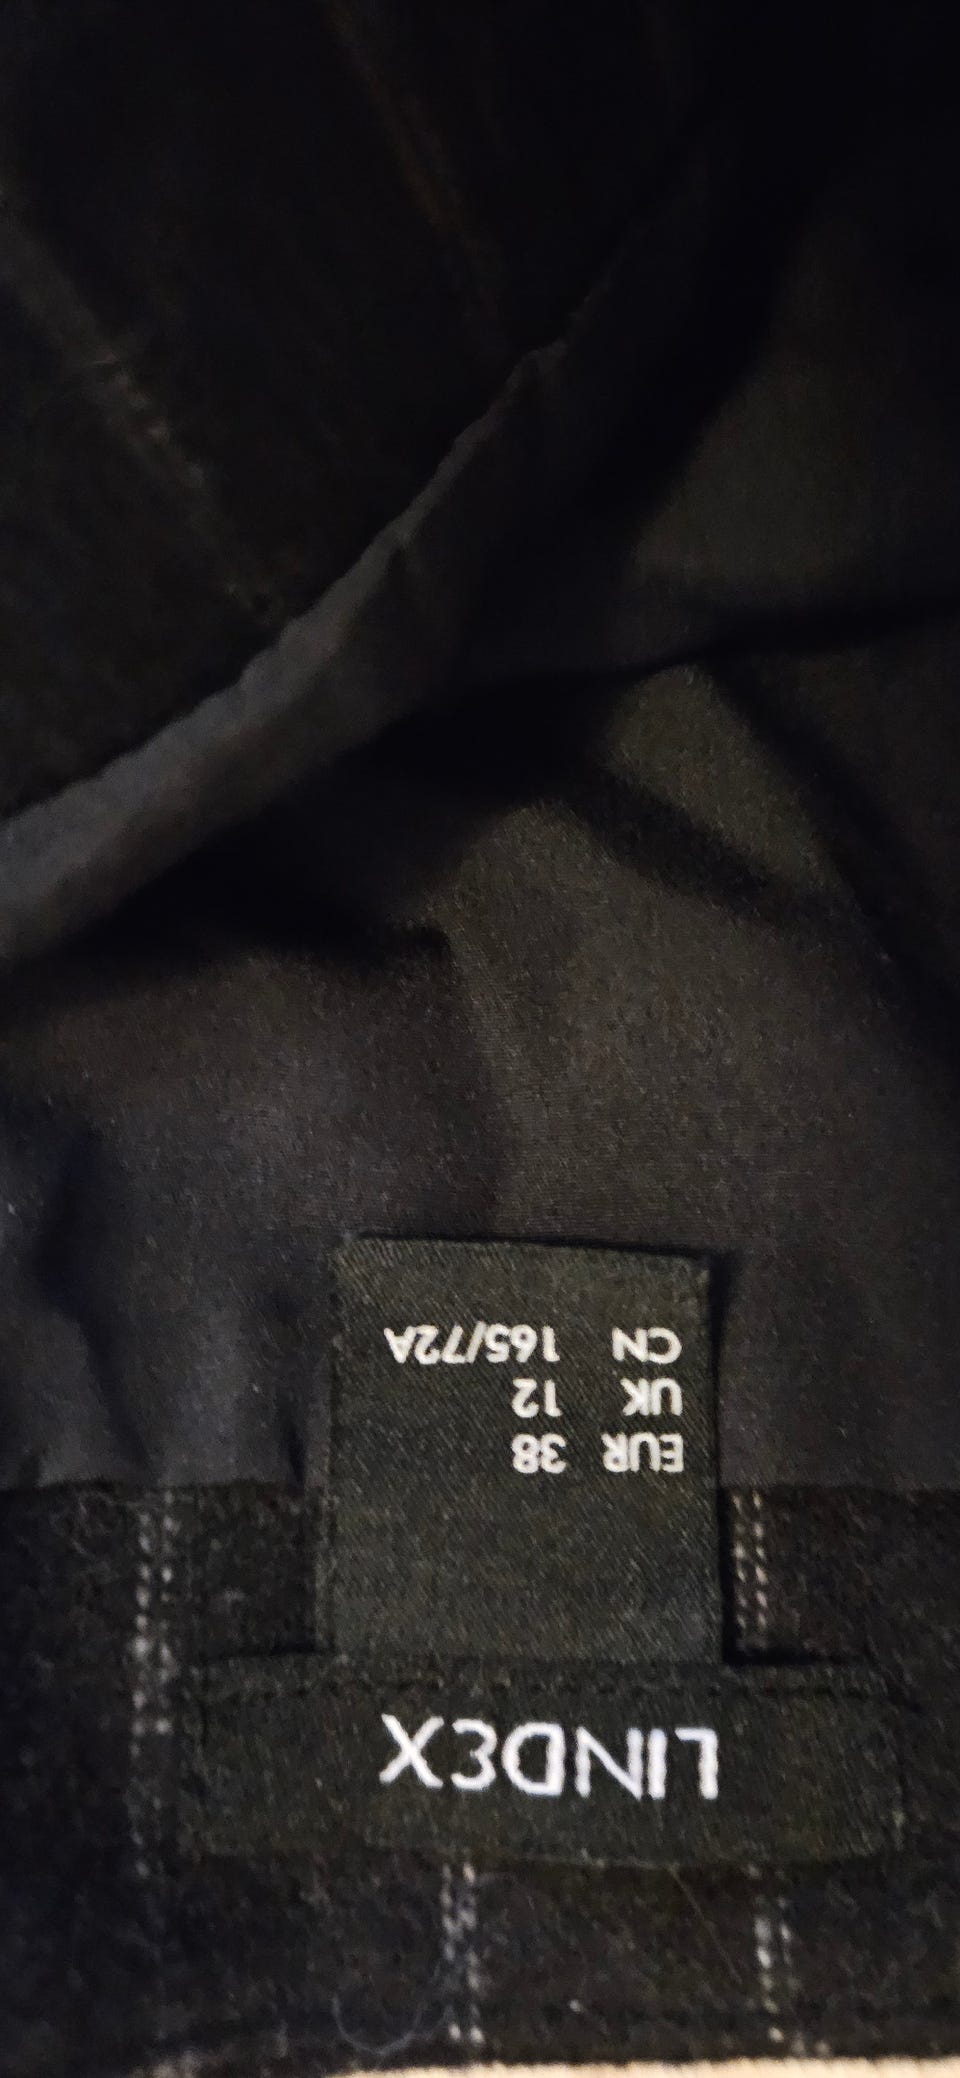 LINDEX
EUR 38
UK 12
CN 165/72A